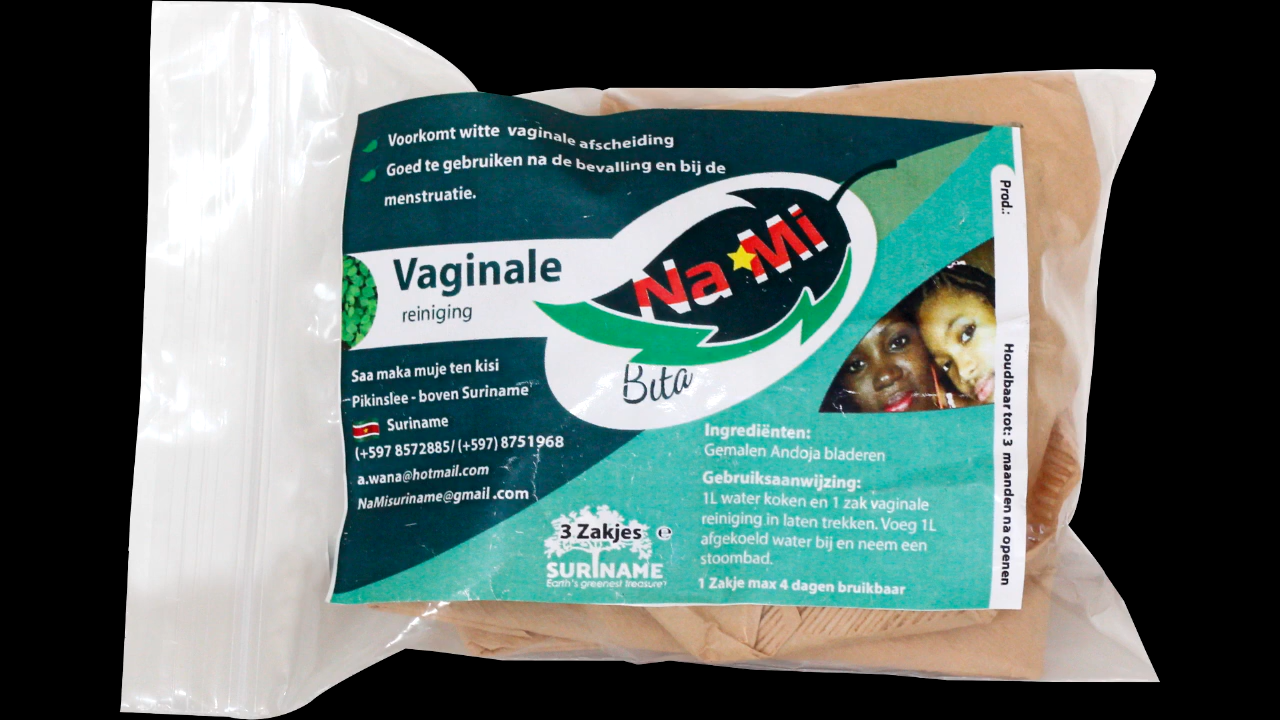 Voorkomt witte vaginale afscheiding
Goed te gebruiken na de bevalling en bij de
menstruatie.
Vaginale
reiniging
Na Mi
Bita
Saa maka muje ten kisi
Pikinslee - boven Suriname
Suriname
(+597 8572885/ (+597) 8751968
a.wana@hotmail.com
NaMisuriname@gmail.com
3 Zakjes ℮
SURINAME
Earth's greenest treasure
Ingrediënten:
Gemalen Andoja bladeren
Gebruiksaanwijzing:
1L water koken en 1 zak vaginale
reiniging in laten trekken. Voeg 1L
afgekoeld water bij en neem een
stoombad.
1 Zakje max 4 dagen bruikbaar
Prod.:
Houdbaar tot: 3 maanden na openen